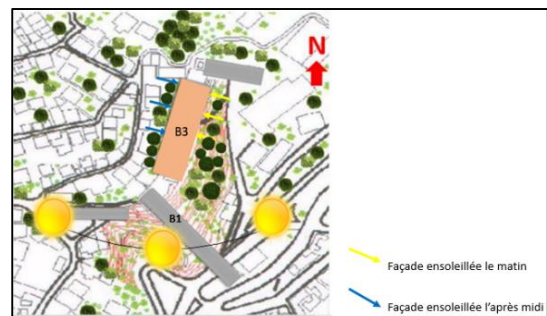 N
B3
B1
Façade ensoleillée le matin
Façade ensoleillée l'après midi